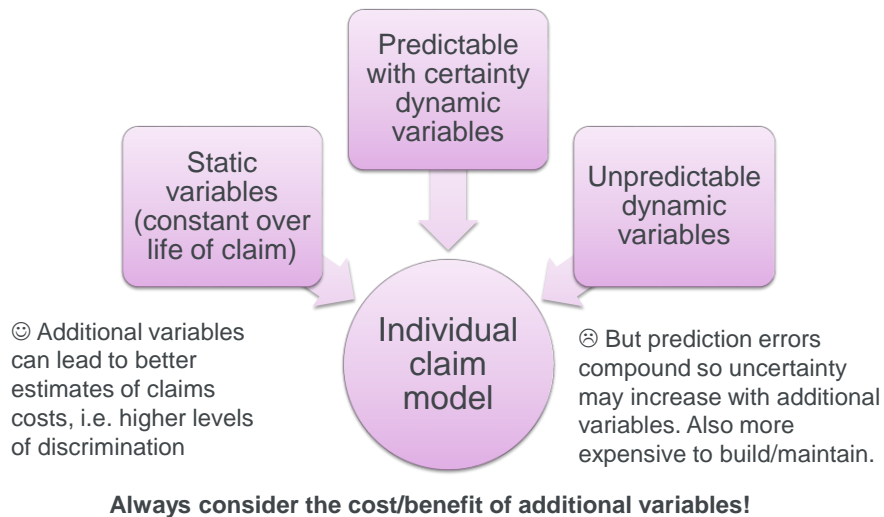 Predictable
with certainty
dynamic
variables
Static
variables
(constant over
life of claim)
Unpredictable
dynamic
variables
Individual
claim
model
☺ Additional variables
can lead to better
estimates of claims
costs, i.e. higher levels
of discrimination
☹ But prediction errors
compound so uncertainty
may increase with additional
variables. Also more
expensive to build/maintain.
Always consider the cost/benefit of additional variables!